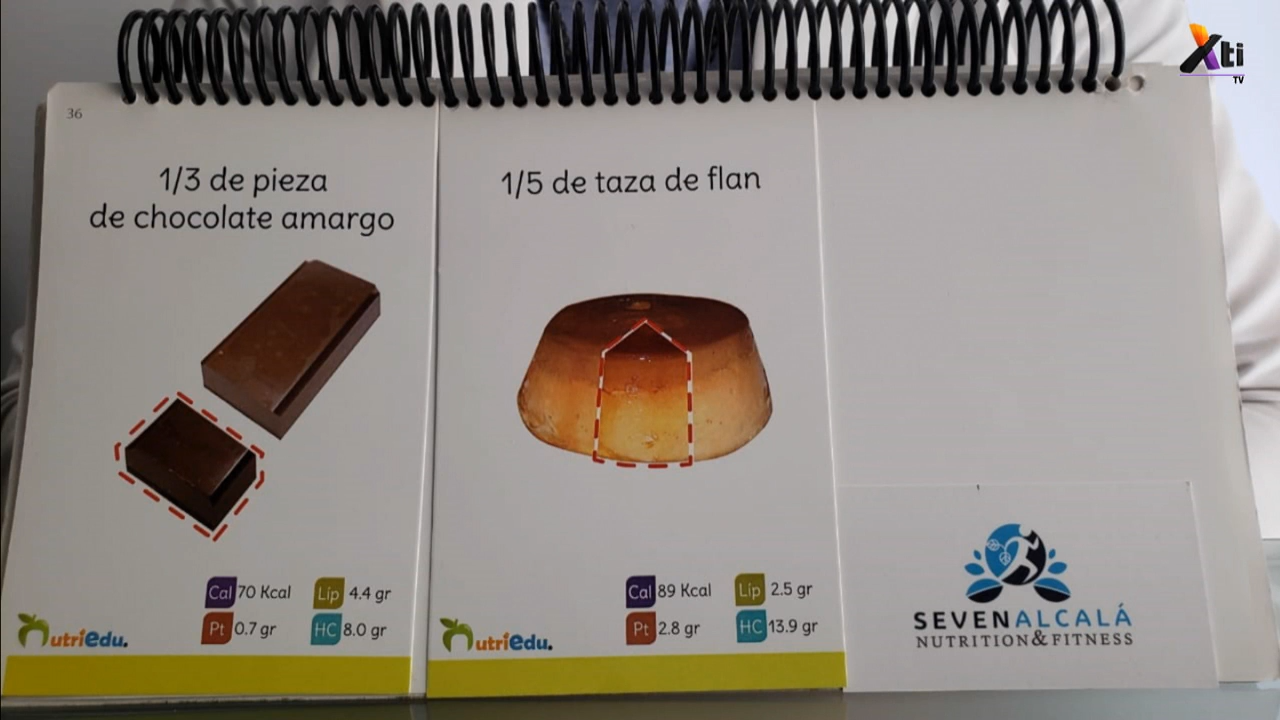 Xti
TV
36
1/3 de pieza
de chocolate amargo
Cal 70 Kcal Lip 4.4 gr
Pt 0.7 gr HC 8.0 gr
nutriEdu.
1/5 de taza de flan
Cal 89 Kcal Lip 2.5 gr
Pt 2.8 gr HC 13.9 gr
nutriEdu.
SEVENALCALÁ
NUTRITION&FITNESS